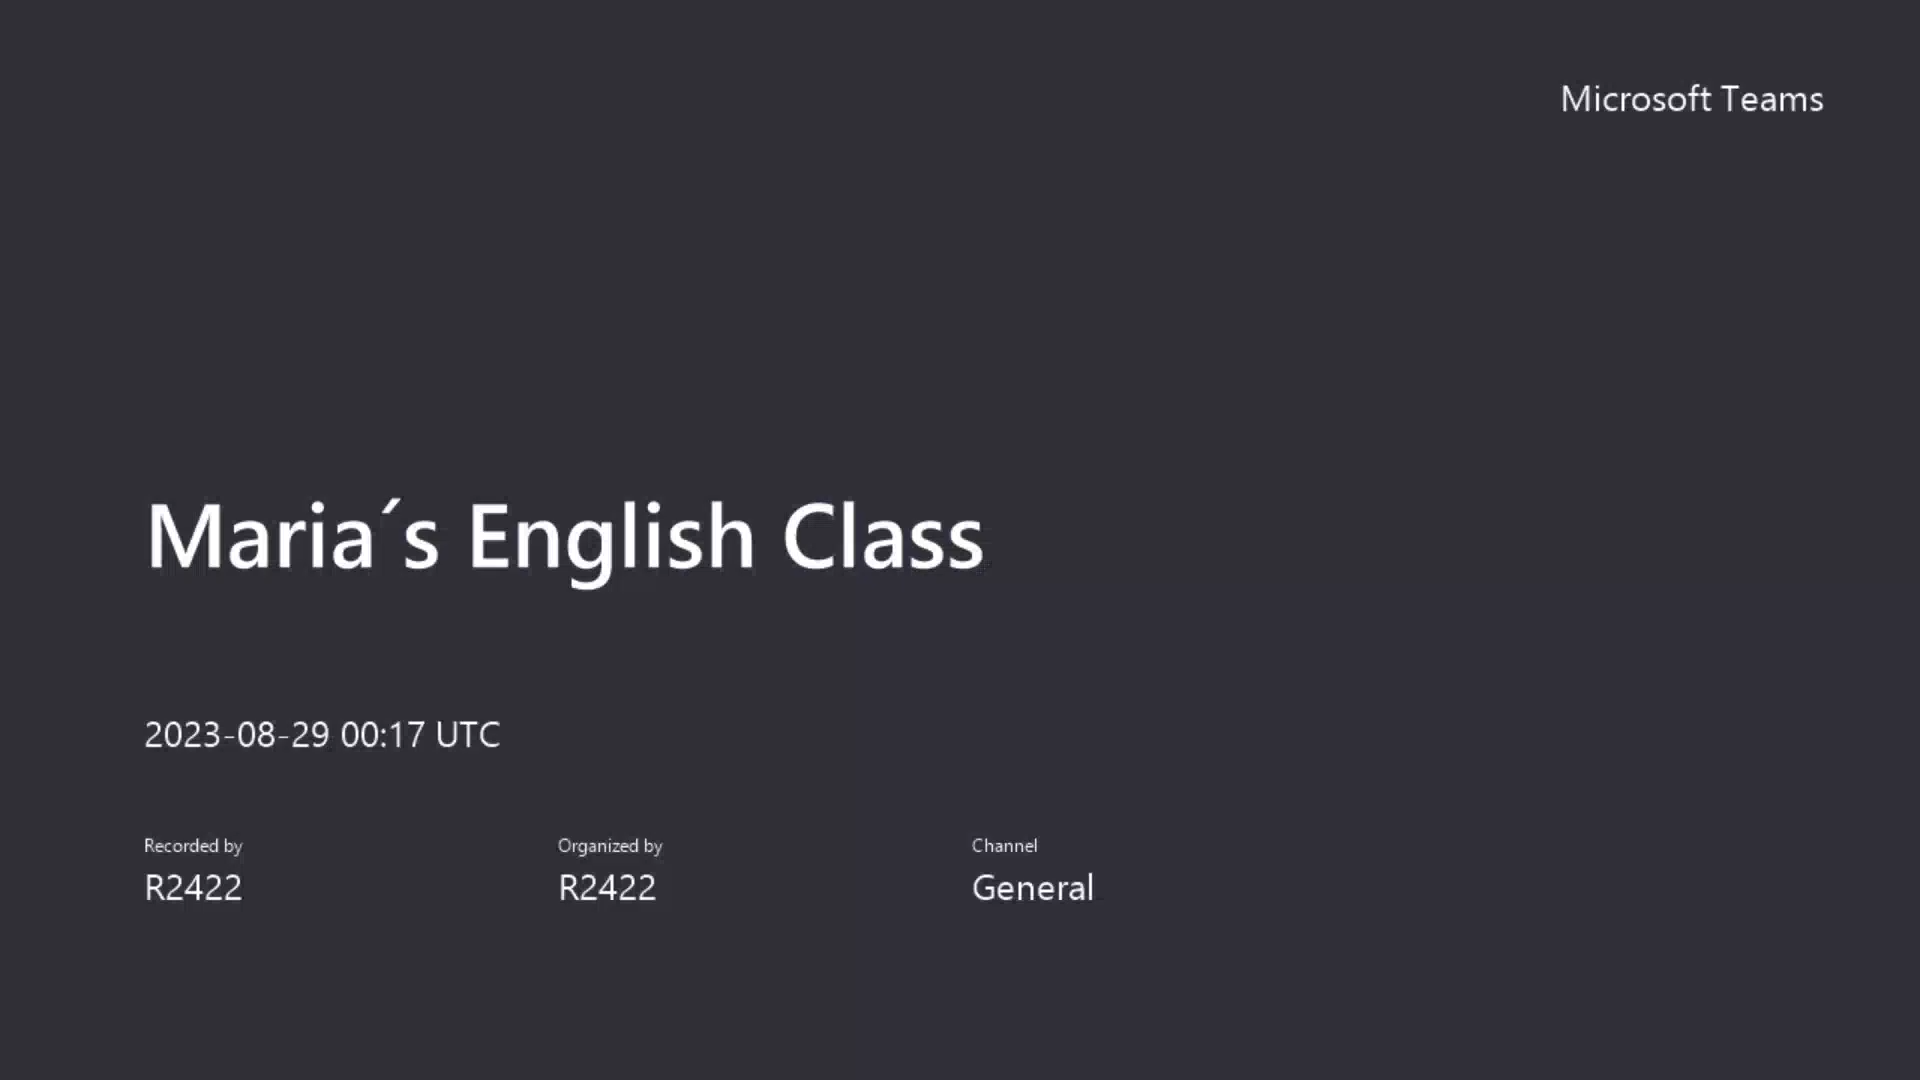 Microsoft Teams
Maria´s English Class
2023-08-29 00:17 UTC
Recorded by
R2422
Organized by
R2422
Channel
General